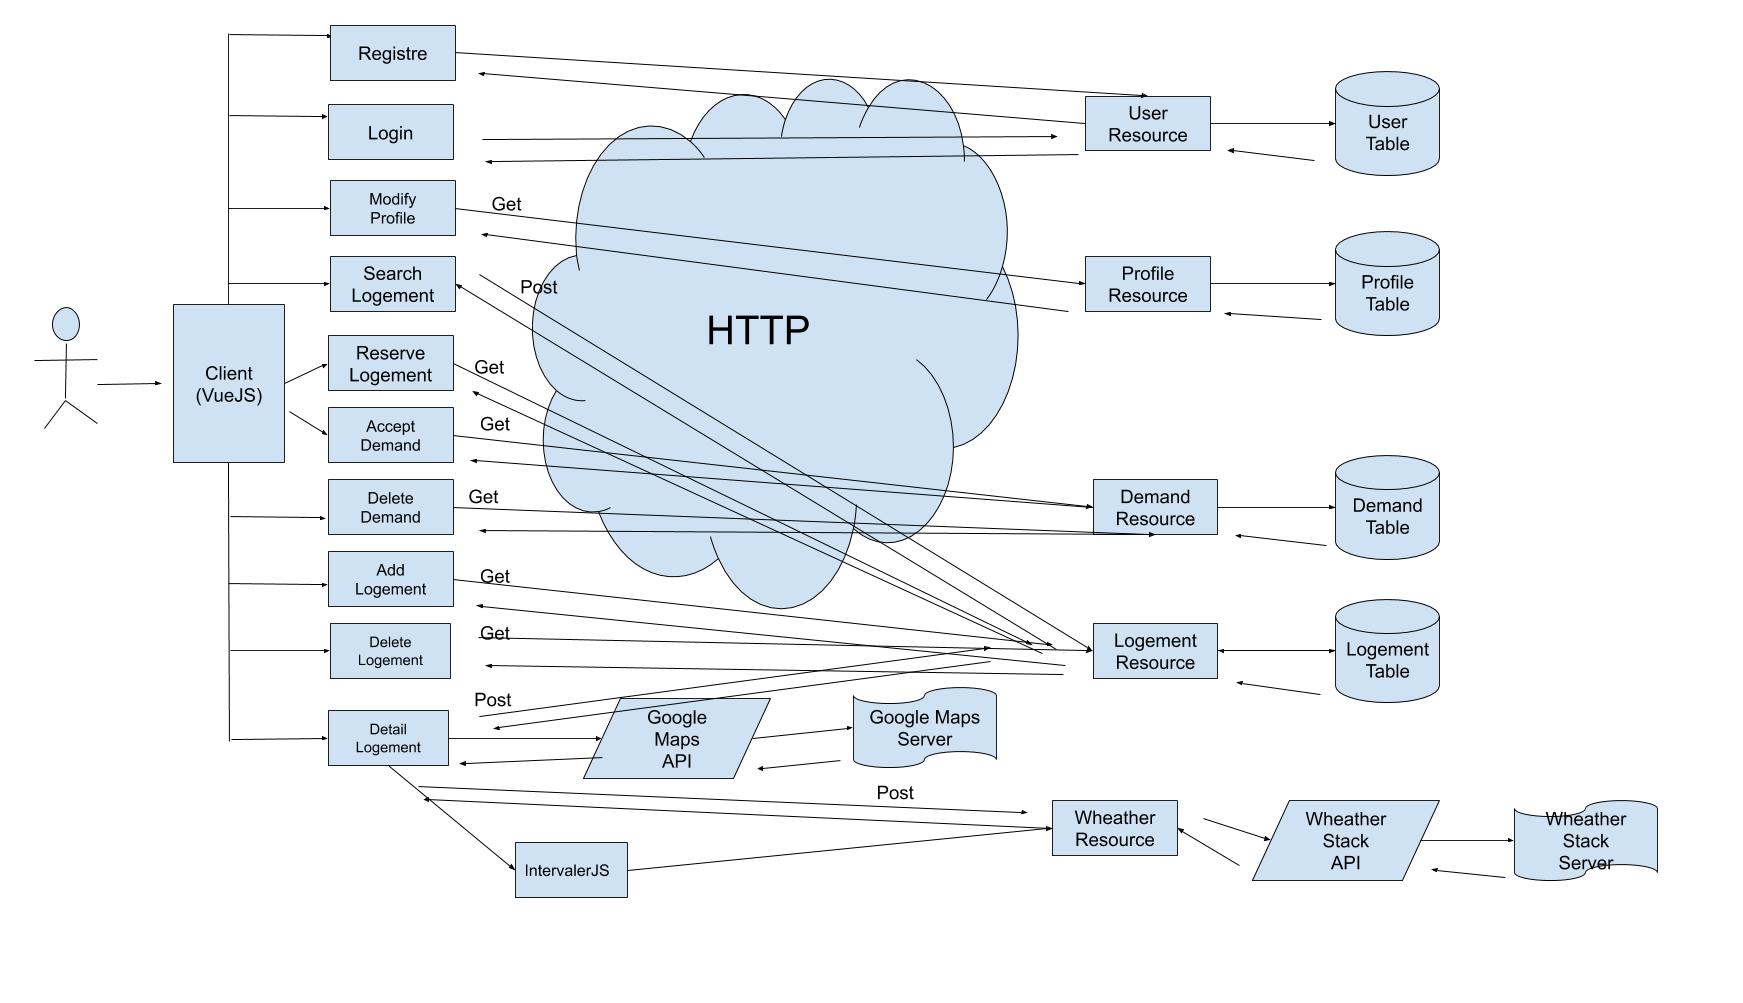 Registre
Login
Modify
Profile
Search
Logement
Reserve
Logement
Accept
Demand
Delete
Demand
Add
Logement
Delete
Logement
Detail
Logement
Client
(VueJS)
Get
Post
Get
Get
Get
Get
Get
Post
HTTP
User
Resource
User
Table
Profile
Resource
Profile
Table
Demand
Resource
Demand
Table
Logement
Resource
Logement
Table
Google
Maps
API
Google Maps
Server
Post
IntervalerJS
Wheather
Resource
Wheather
Stack
API
Wheather
Stack
Server